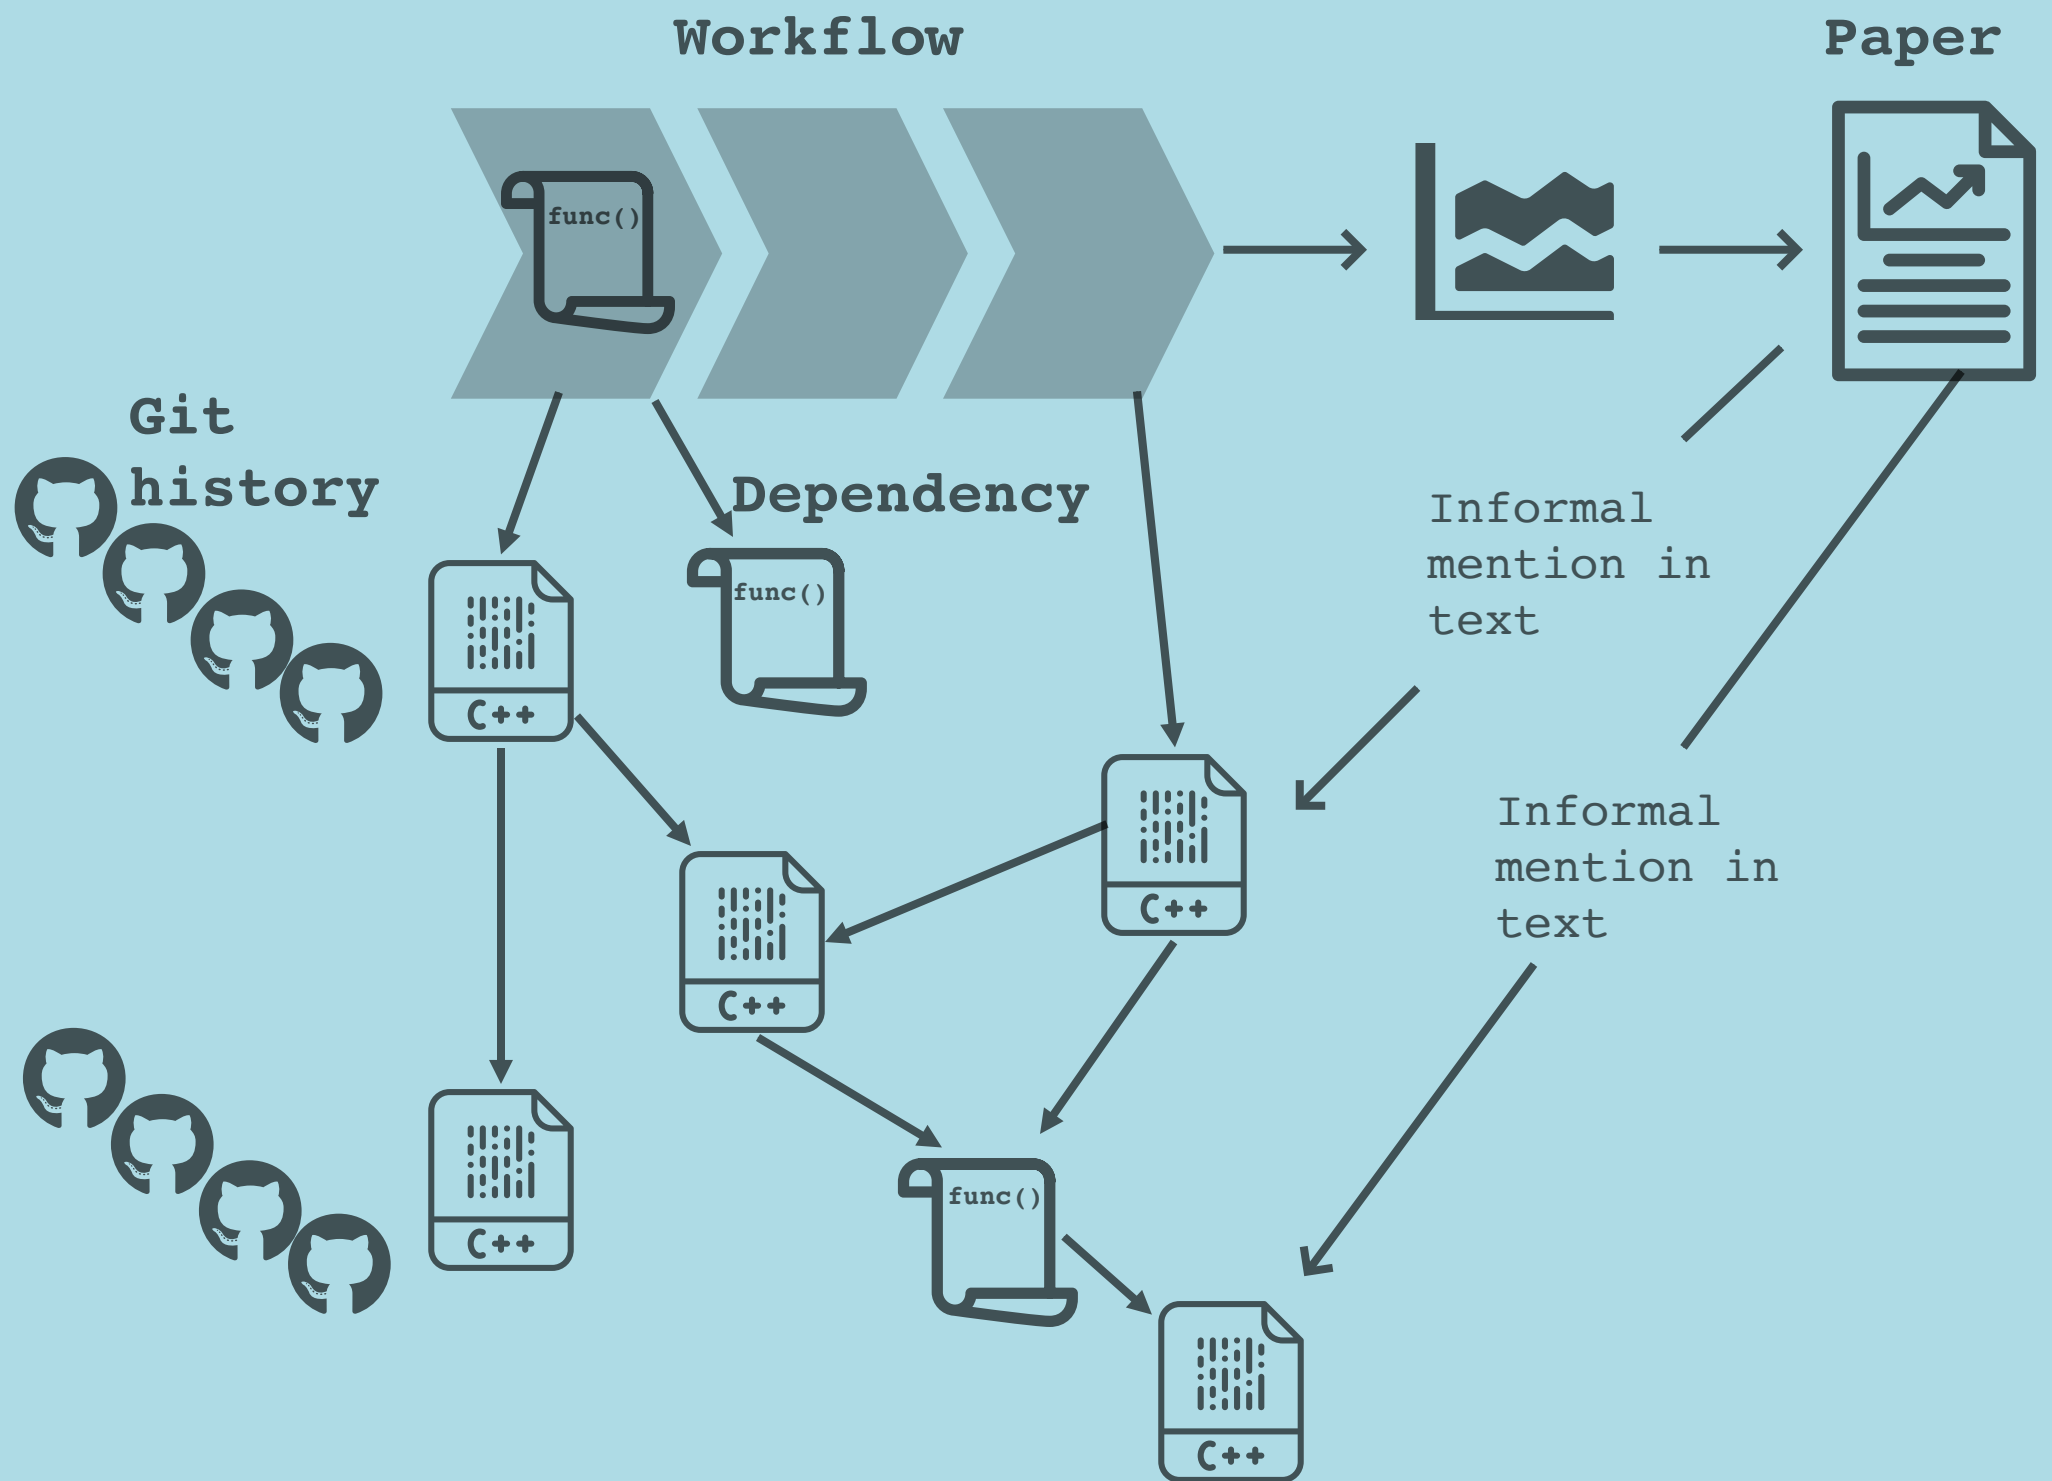 Workflow
Paper
func()
Git
history
Dependency
Informal
mention in
text
func()
C++
Informal
mention in
text
C++
C++
func()
C++
C++